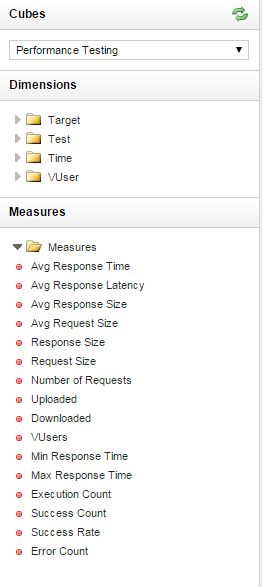 Cubes
Performance Testing
Dimensions
Target
Test
Time
VUser
Measures
Measures
Avg Response Time
Avg Response Latency
Avg Response Size
Avg Request Size
Response Size
Request Size
Number of Requests
Uploaded
Downloaded
VUsers
Min Response Time
Max Response Time
Execution Count
Success Count
Success Rate
Error Count